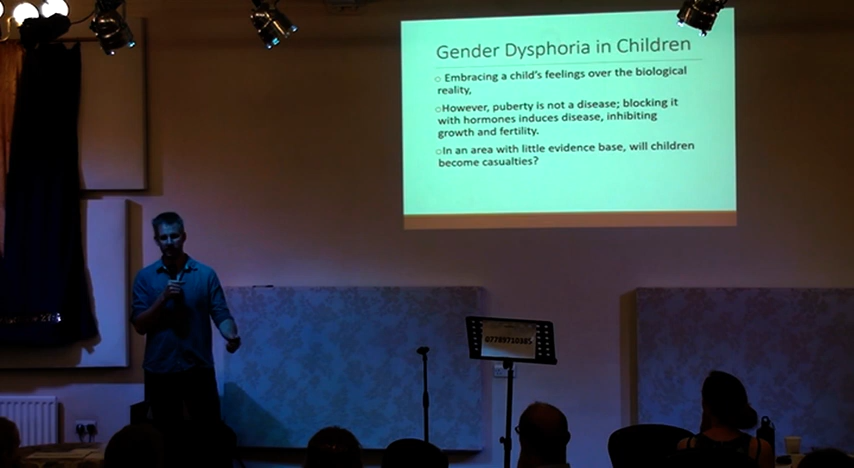 Gender Dysphoria in Children
Embracing a child's feelings over the biological
reality,
However, puberty is not a disease; blocking it
with hormones induces disease, inhibiting
growth and fertility.
In an area with little evidence base, will children
become casualties?
07789710385